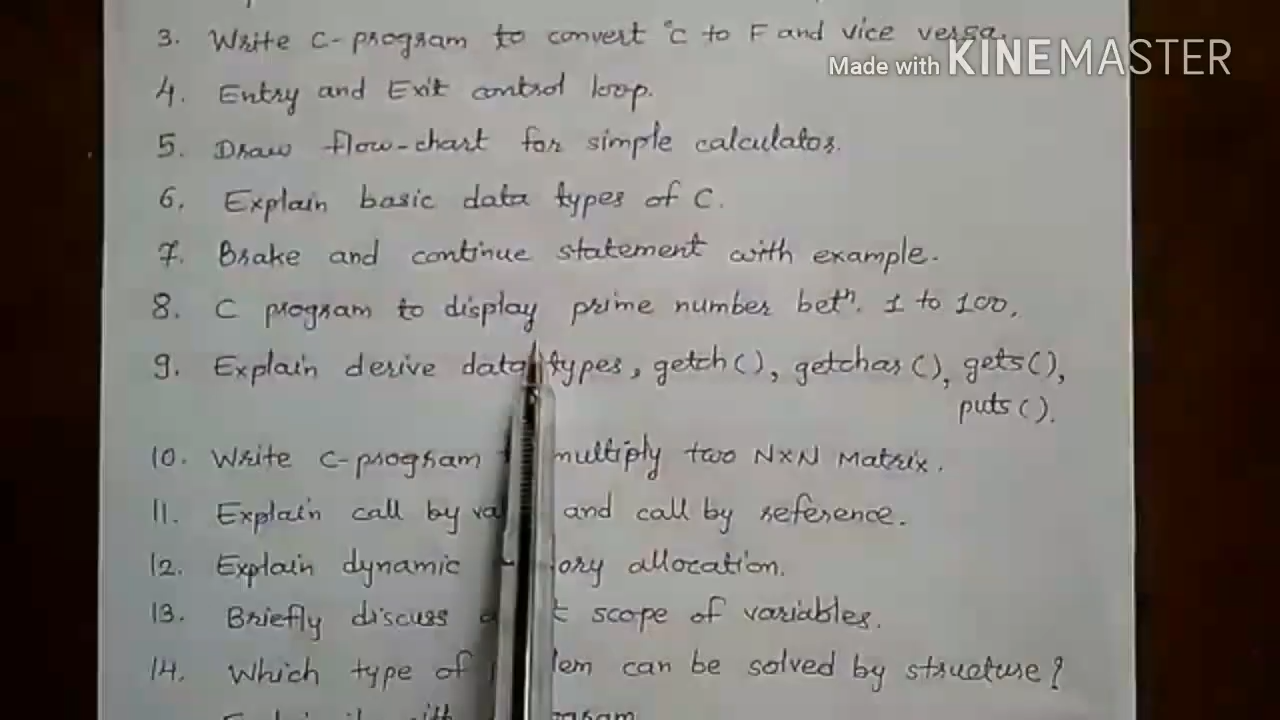 3. Write C-program to convert °C to F and vice versa.
Made with KINEMASTER
4. Entry and Exit control loop.
5. Draw flow-chart for simple calculator.
6. Explain basic data types of C.
7. Brake and continue statement with example.
8. C program to display prime number betn. 1 to 100.
9. Explain derive data types, getch(), getchar(), gets(),
puts().
10. Write C-program multiply two N×N Matrix.
11. Explain call by and call by reference.
12. Explain dynamic allocation.
13. Briefly discuss scope of variables.
14. Which type of can be solved by structure?